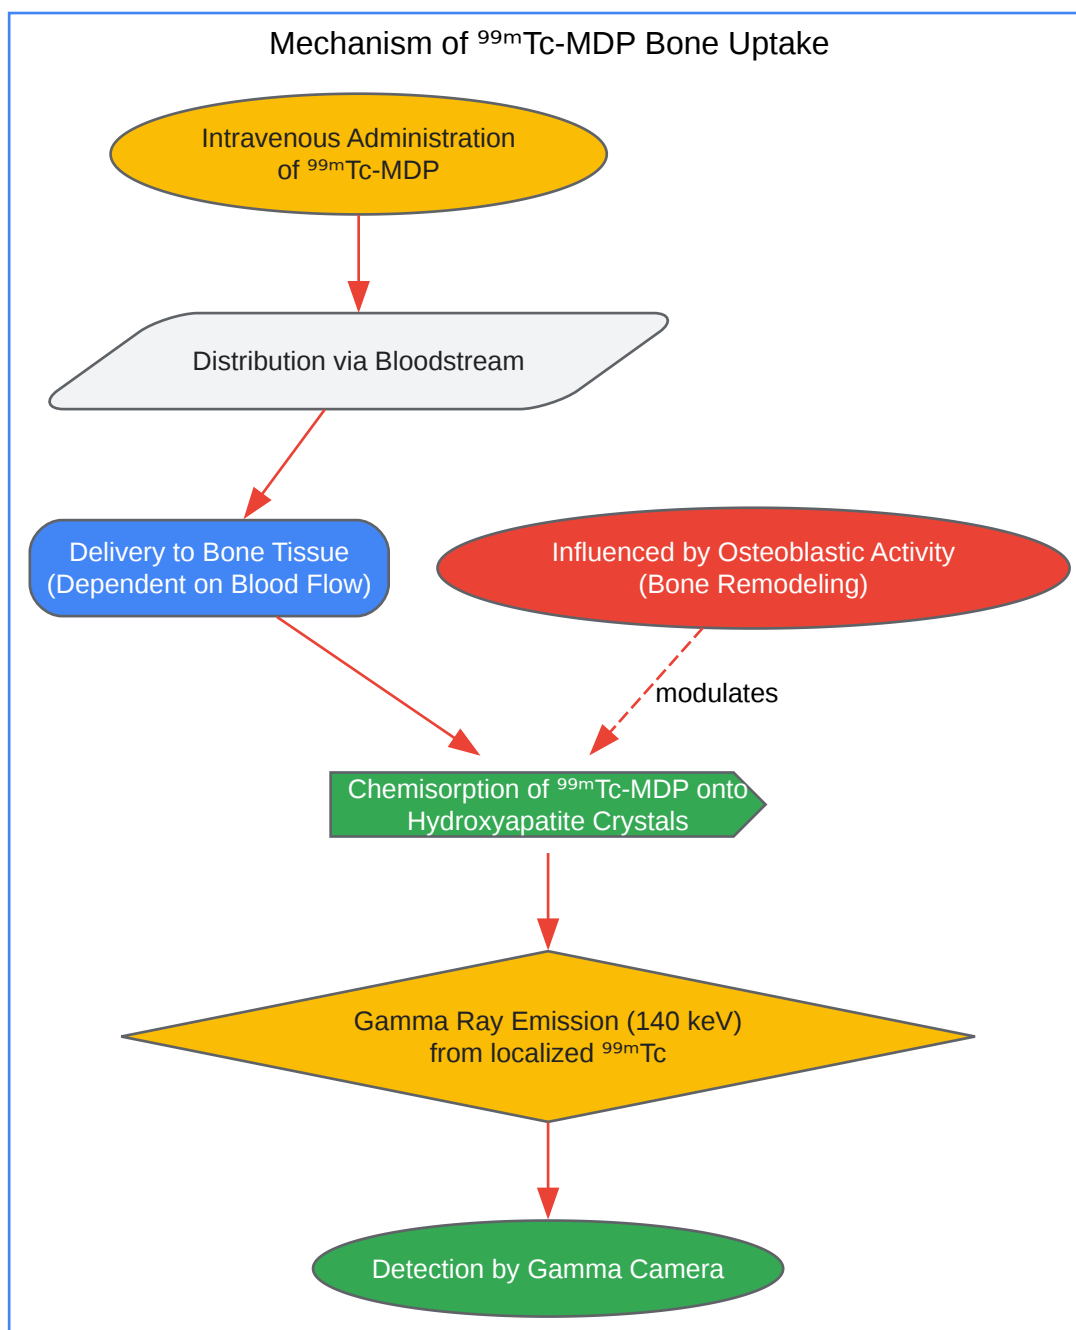 Mechanism of ⁹⁹ᵐTc-MDP Bone Uptake
Intravenous Administration
of ⁹⁹ᵐTc-MDP
Distribution via Bloodstream
Delivery to Bone Tissue
(Dependent on Blood Flow)
Influenced by Osteoblastic Activity
(Bone Remodeling)
modulates
Chemisorption of ⁹⁹ᵐTc-MDP onto
Hydroxyapatite Crystals
Gamma Ray Emission (140 keV)
from localized ⁹⁹ᵐTc
Detection by Gamma Camera